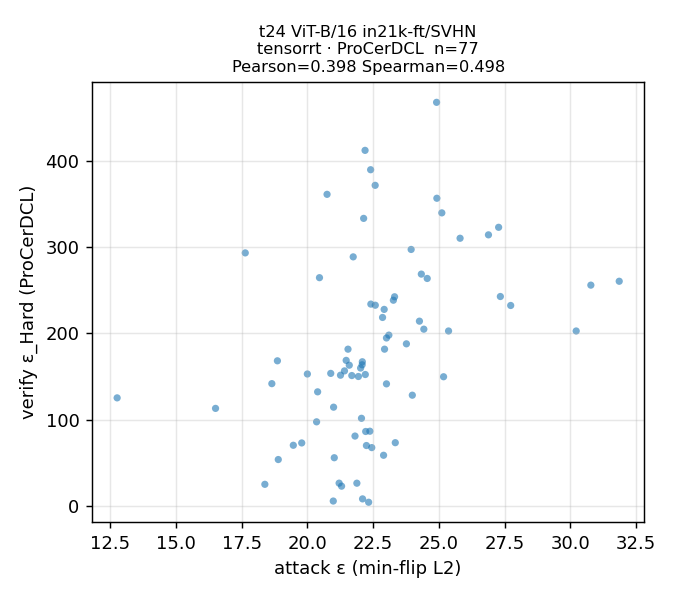 t24 ViT-B/16 in21k-ft/SVHN
tensorrt · ProCerDCL  n=77
Pearson=0.398 Spearman=0.498
400
300
200
100
0
verify ε_Hard (ProCerDCL)
12.5 15.0 17.5 20.0 22.5 25.0 27.5 30.0 32.5
attack ε (min-flip L2)